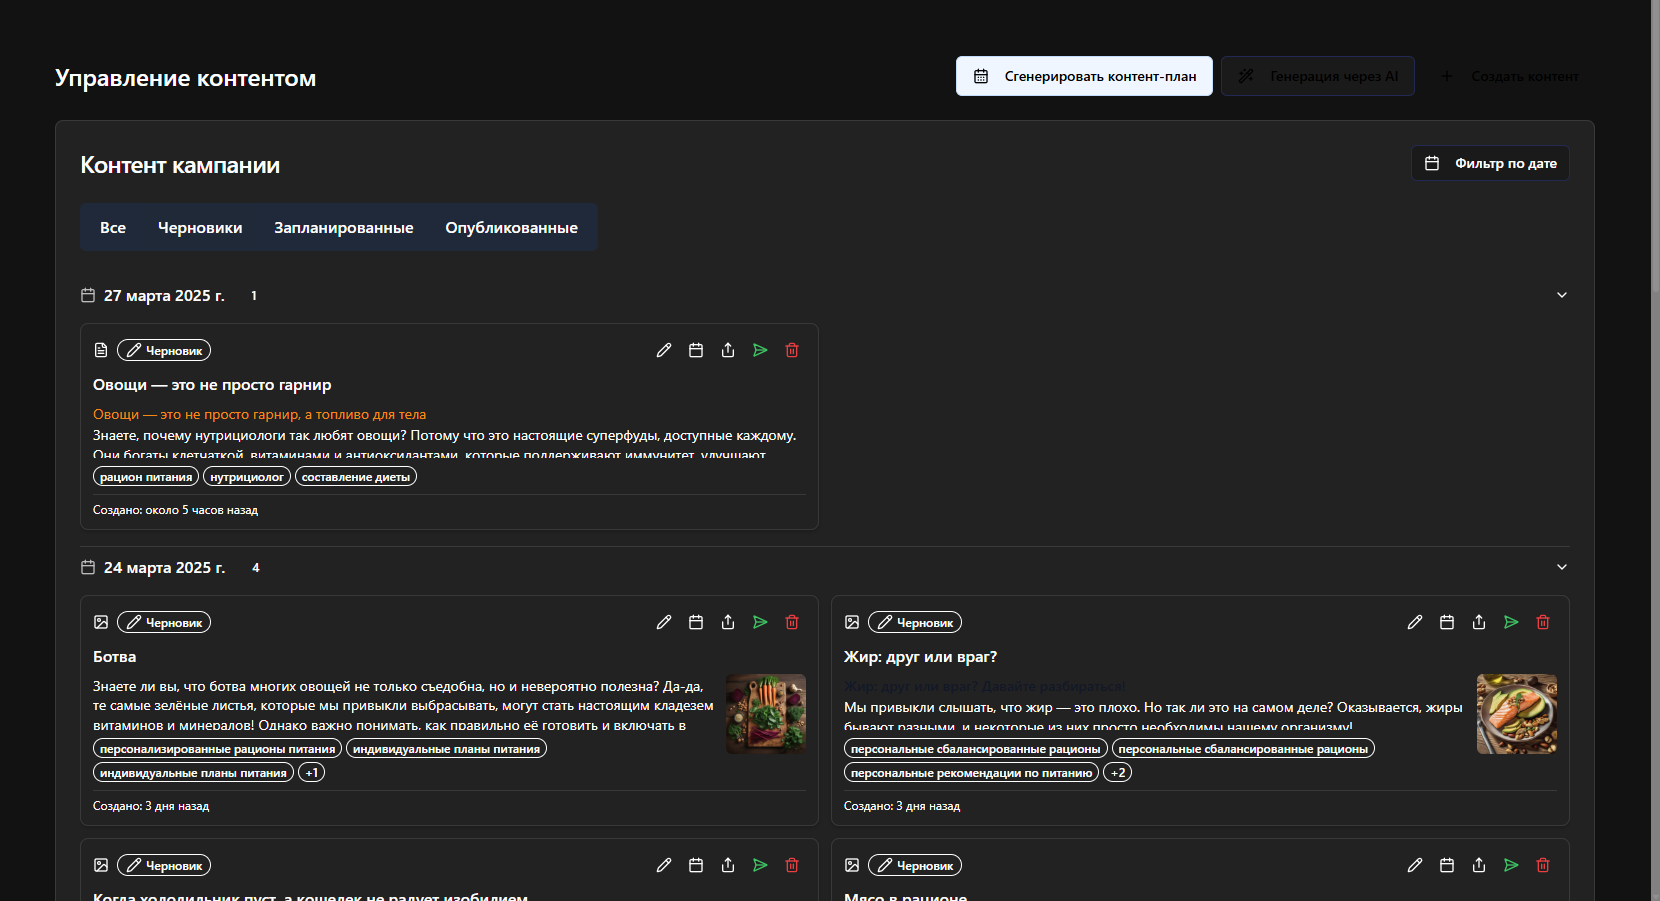 Управление контентом
Сгенерировать контент-план
Генерация через AI
Создать контент
Контент кампании
Фильтр по дате
Все
Черновики
Запланированные
Опубликованные
27 марта 2025 г.
1
Черновик
Овощи — это не просто гарнир
Овощи — это не просто гарнир, а топливо для тела
Знаете, почему нутрициологи так любят овощи? Потому что это настоящие суперфуды, доступные каждому.
Они богаты клетчаткой, витаминами и антиоксидантами, которые поддерживают иммунитет, улучшают
рацион питания
нутрициолог
составление диеты
Создано: около 5 часов назад
24 марта 2025 г.
4
Черновик
Ботва
Знаете ли вы, что ботва многих овощей не только съедобна, но и невероятно полезна? Да-да,
те самые зелёные листья, которые мы привыкли выбрасывать, могут стать настоящим кладезем
витаминов и минералов! Однако важно понимать, как правильно её готовить и включать в
персонализированные рационы питания
индивидуальные планы питания
индивидуальные планы питания
+1
Создано: 3 дня назад
Черновик
Жир: друг или враг?
Жир: друг или враг? Давайте разбираться!
Мы привыкли слышать, что жир — это плохо. Но так ли это на самом деле? Оказывается, жиры
бывают разными, и некоторые из них просто необходимы нашему организму!
персональные сбалансированные рационы
персональные сбалансированные рационы
персональные рекомендации по питанию
+2
Создано: 3 дня назад
Черновик
Когда холодильник пуст, а кошелек не радует изобилием
Черновик
Мясо в рационе